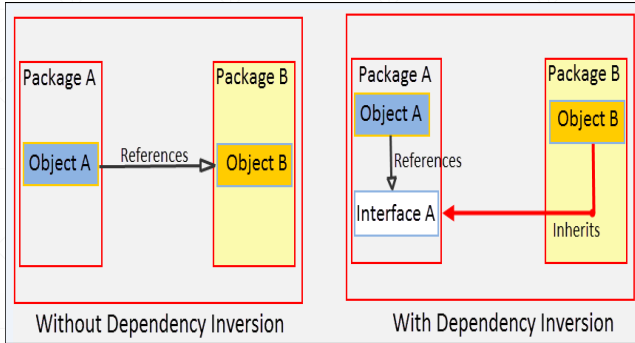 Package A
Package B
Object A
References
Object B
Without Dependency Inversion
Package A
Package B
Object A
Object B
References
Interface A
Inherits
With Dependency Inversion